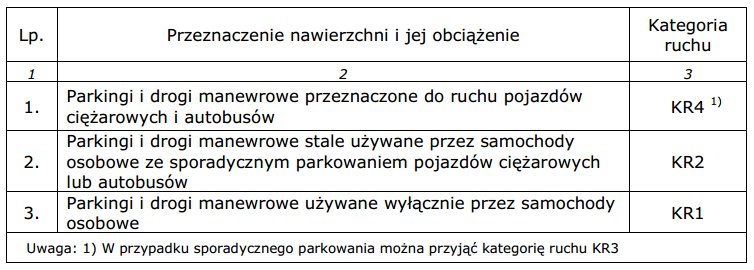 Lp.
Przeznaczenie nawierzchni i jej obciążenie
Kategoria
ruchu
1
2
3
1.
Parkingi i drogi manewrowe przeznaczone do ruchu pojazdów
ciężarowych i autobusów
KR4 1)
2.
Parkingi i drogi manewrowe stale używane przez samochody
osobowe ze sporadycznym parkowaniem pojazdów ciężarowych
lub autobusów
KR2
3.
Parkingi i drogi manewrowe używane wyłącznie przez samochody
osobowe
KR1
Uwaga: 1) W przypadku sporadycznego parkowania można przyjąć kategorię ruchu KR3